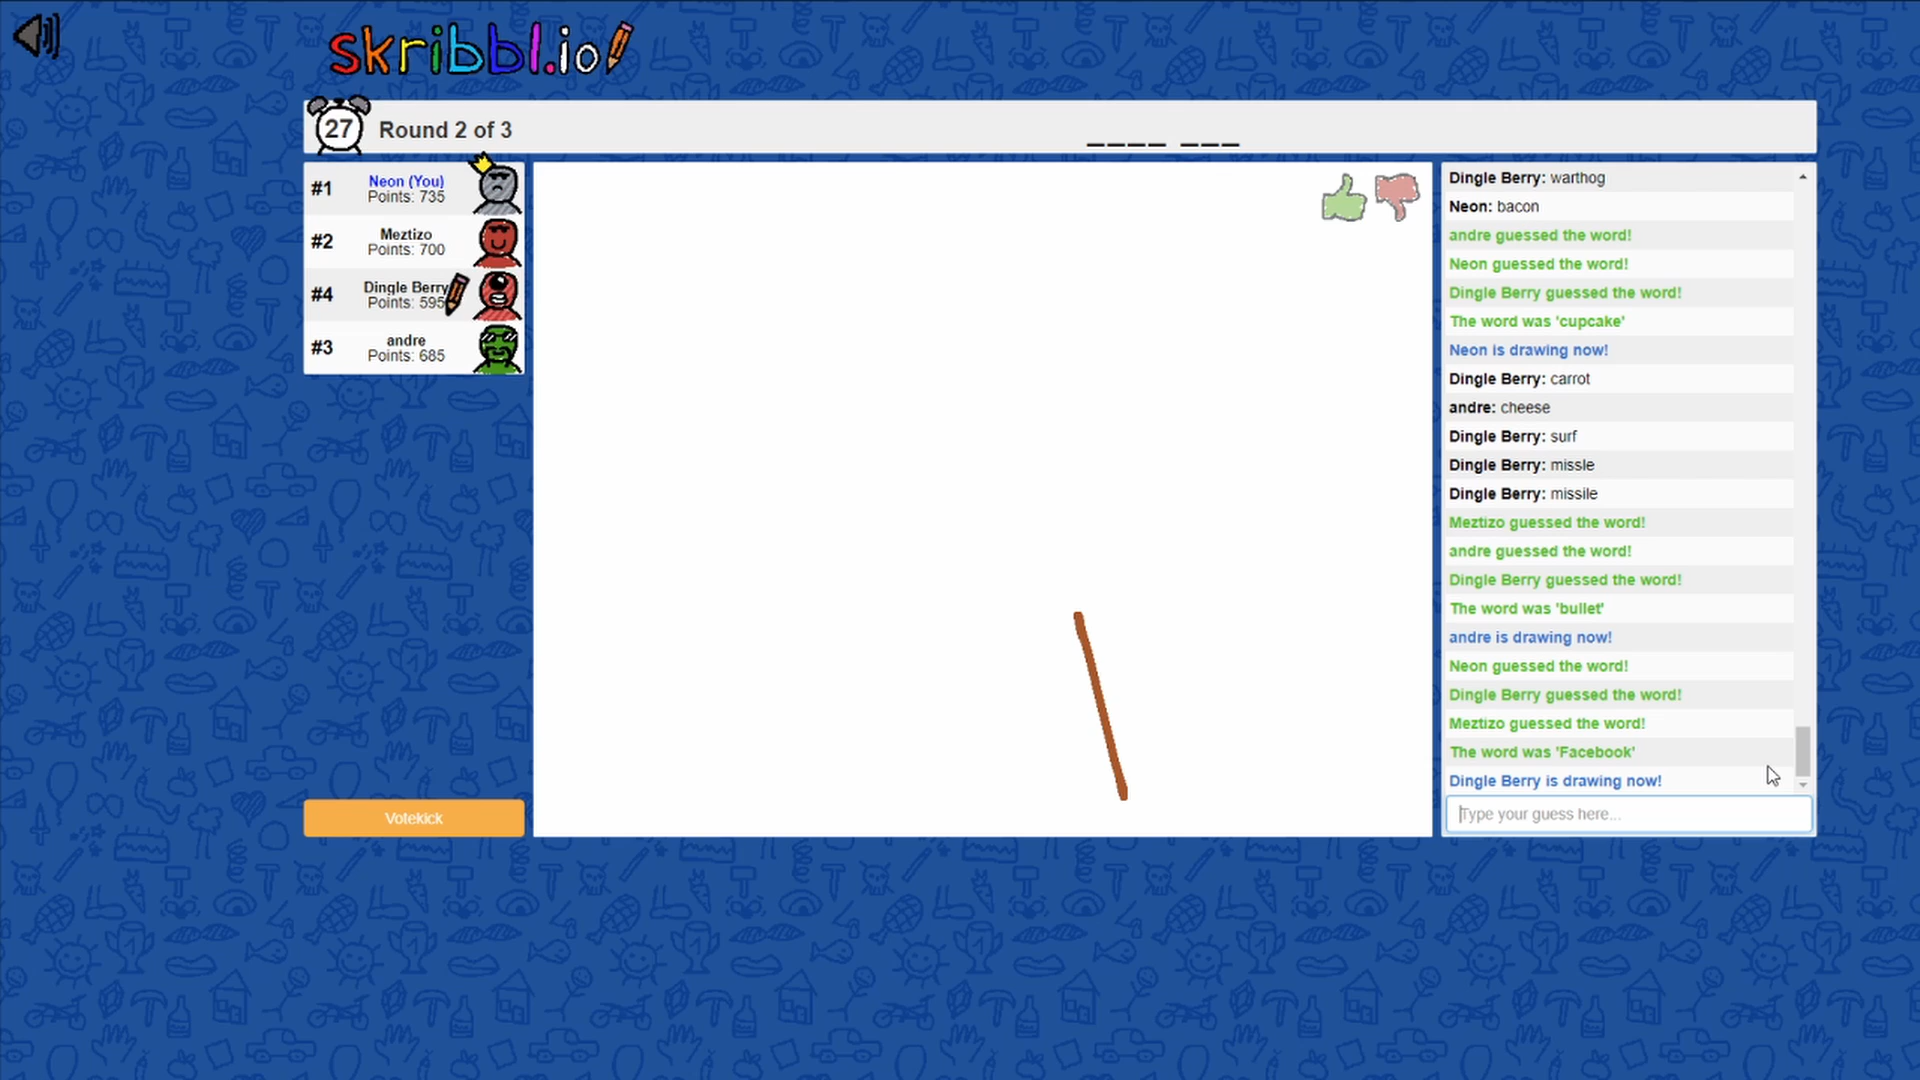 skribbl.io
27
Round 2 of 3
____ ___
#1
Neon (You)
Points: 735
#2
Meztizo
Points: 700
#4
Dingle Berry
Points: 595
#3
andre
Points: 685
Votekick
Dingle Berry: warthog
Neon: bacon
andre guessed the word!
Neon guessed the word!
Dingle Berry guessed the word!
The word was 'cupcake'
Neon is drawing now!
Dingle Berry: carrot
andre: cheese
Dingle Berry: surf
Dingle Berry: missle
Dingle Berry: missile
Meztizo guessed the word!
andre guessed the word!
Dingle Berry guessed the word!
The word was 'bullet'
andre is drawing now!
Neon guessed the word!
Dingle Berry guessed the word!
Meztizo guessed the word!
The word was 'Facebook'
Dingle Berry is drawing now!
Type your guess here...